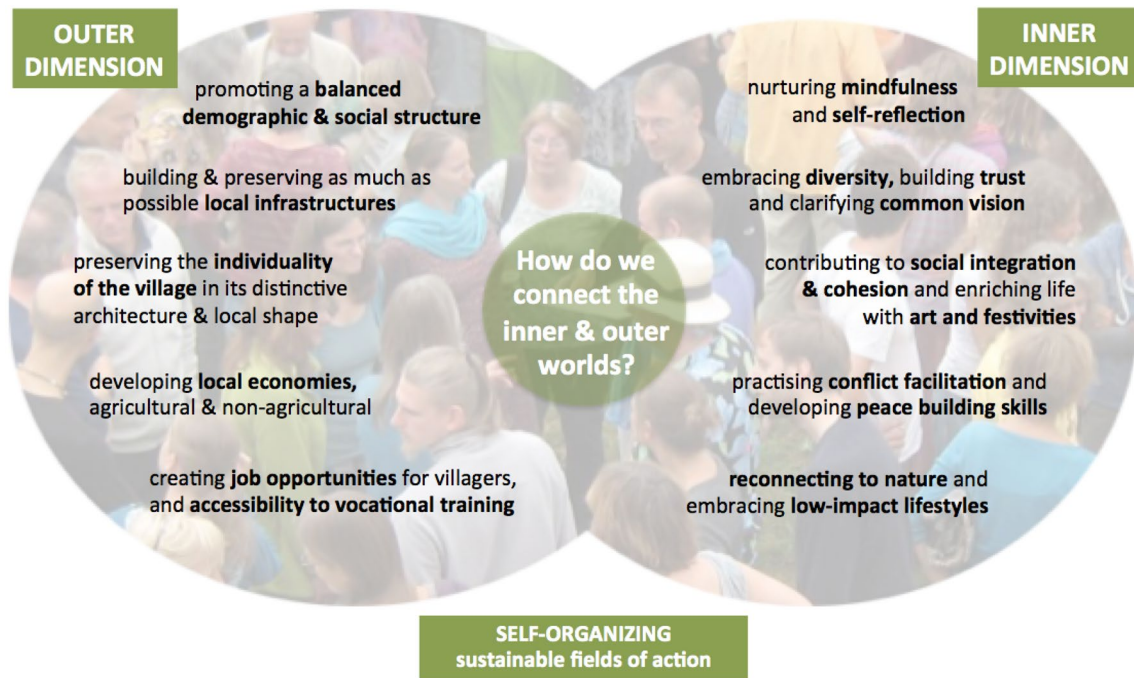 OUTER
DIMENSION
promoting a balanced
demographic & social structure
building & preserving as much as
possible local infrastructures
preserving the individuality
of the village in its distinctive
architecture & local shape
developing local economies,
agricultural & non-agricultural
creating job opportunities for villagers,
and accessibility to vocational training
How do we
connect the
inner & outer
worlds?
INNER
DIMENSION
nurturing mindfulness
and self-reflection
embracing diversity, building trust
and clarifying common vision
contributing to social integration
& cohesion and enriching life
with art and festivities
practising conflict facilitation and
developing peace building skills
reconnecting to nature and
embracing low-impact lifestyles
SELF-ORGANIZING
sustainable fields of action